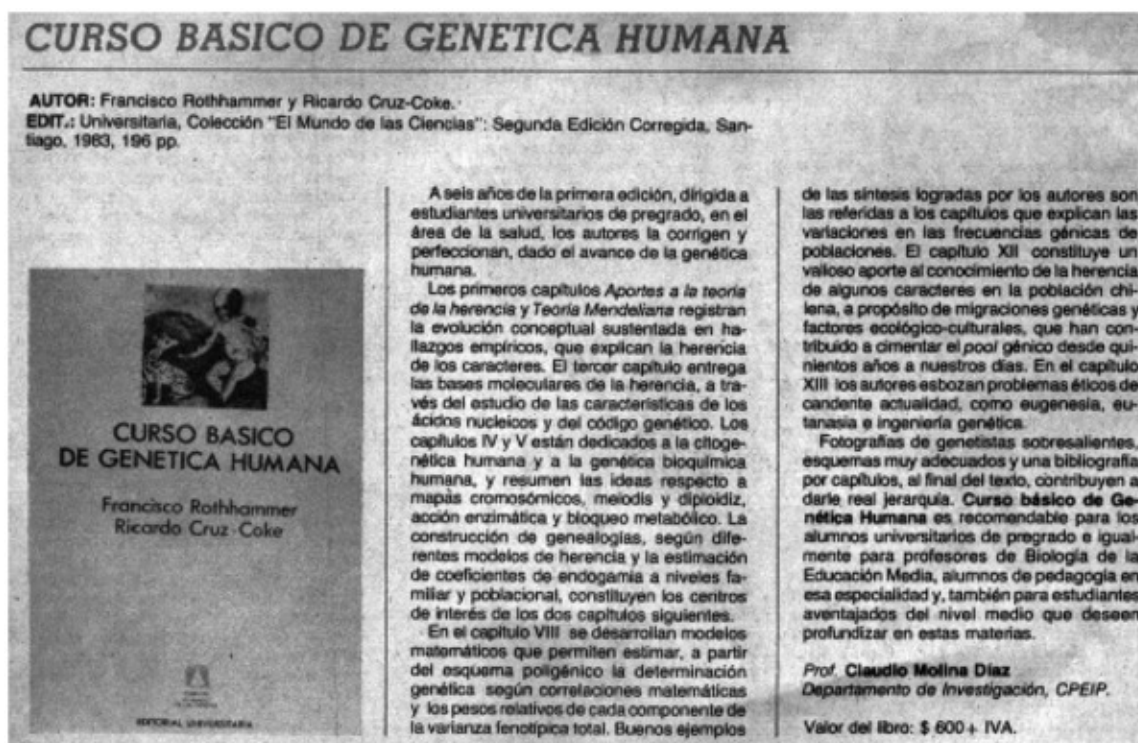 CURSO BASICO DE GENETICA HUMANA
AUTOR: Francisco Rothhammer y Ricardo Cruz-Coke.
EDIT.: Universitaria, Colección "El Mundo de las Ciencias": Segunda Edición Corregida, San-
tiago, 1983, 196 pp.
CURSO BASICO
DE GENETICA HUMANA
Francisco Rothhammer
Ricardo Cruz-Coke
EDITORIAL UNIVERSITARIA
A seis años de la primera edición, dirigida a
estudiantes universitarios de pregrado, en el
área de la salud, los autores la corrigen y
perfeccionan, dado el avance de la genética
humana.
Los primeros capítulos Aportes a la teoría
de la herencia y Teoría Mendeliana registran
la evolución conceptual sustentada en ha-
llazgos empíricos, que explican la herencia
de los caracteres. El tercer capítulo entrega
las bases moleculares de la herencia, a tra-
vés del estudio de las características de los
ácidos nucleicos y del código genético. Los
capítulos IV y V están dedicados a la citoge-
nética humana y a la genética bioquímica
humana, y resumen las ideas respecto a
mapas cromosómicos, meiosis y diploidiz,
acción enzimática y bloqueo metabólico. La
construcción de genealogías, según dife-
rentes modelos de herencia y la estimación
de coeficientes de endogamia a niveles fa-
miliar y poblacional, constituyen los centros
de interés de los dos capítulos siguientes.
En el capítulo VIII se desarrollan modelos
matemáticos que permiten estimar, a partir
del esquema poligénico la determinación
genética según correlaciones matemáticas
y los pesos relativos de cada componente de
la varianza fenotípica total. Buenos ejemplos
de las síntesis logradas por los autores son
las referidas a los capítulos que explican las
variaciones en las frecuencias génicas de
poblaciones. El capítulo XII constituye un
valioso aporte al conocimiento de la herencia
de algunos caracteres en la población chi-
lena, a propósito de migraciones genéticas y
factores ecológico-culturales, que han con-
tribuido a cimentar el pool génico desde qui-
nientos años a nuestros días. En el capítulo
XIII los autores esbozan problemas éticos de
candente actualidad, como eugenesia, eu-
tanasia e ingeniería genética.
Fotografías de genetistas sobresalientes,
esquemas muy adecuados y una bibliografía
por capítulos, al final del texto, contribuyen a
darle real jerarquía. Curso básico de Ge-
nética Humana es recomendable para los
alumnos universitarios de pregrado e igual-
mente para profesores de Biología de la
Educación Media, alumnos de pedagogía en
esa especialidad y, también para estudiantes
aventajados del nivel medio que deseen
profundizar en estas materias.
Prof. Claudio Molina Díaz
Departamento de Investigación, CPEIP.
Valor del libro: $ 600 + IVA.